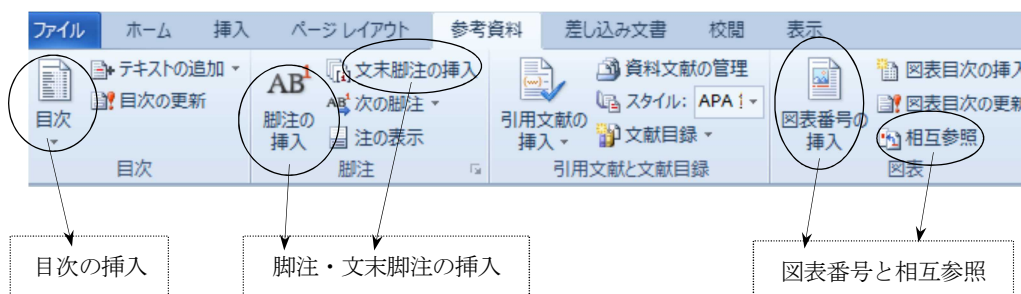 ファイル ホーム 挿入 ページ レイアウト 参考資料 差し込み文書 校閲 表示
目次
テキストの追加
目次の更新
目次
AB1
脚注の
挿入
文末脚注の挿入
AB1 次の脚注
注の表示
脚注
引用文献の
挿入
資料文献の管理
スタイル: APA
文献目録
引用文献と文献目録
図表番号の
挿入
図表目次の挿入
図表目次の更新
相互参照
図表
目次の挿入
脚注・文末脚注の挿入
図表番号と相互参照